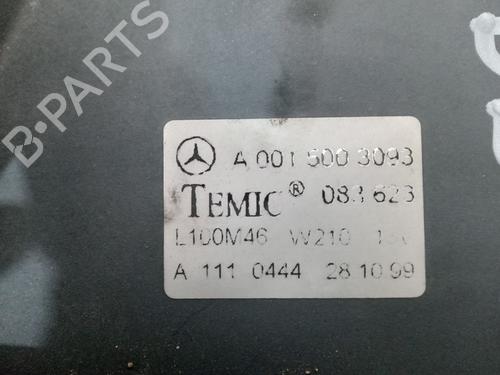 B-PARTS
A 001 500 3093
TEMIC® 083 623
L100M46 W210
A 111 0444 28 10 99